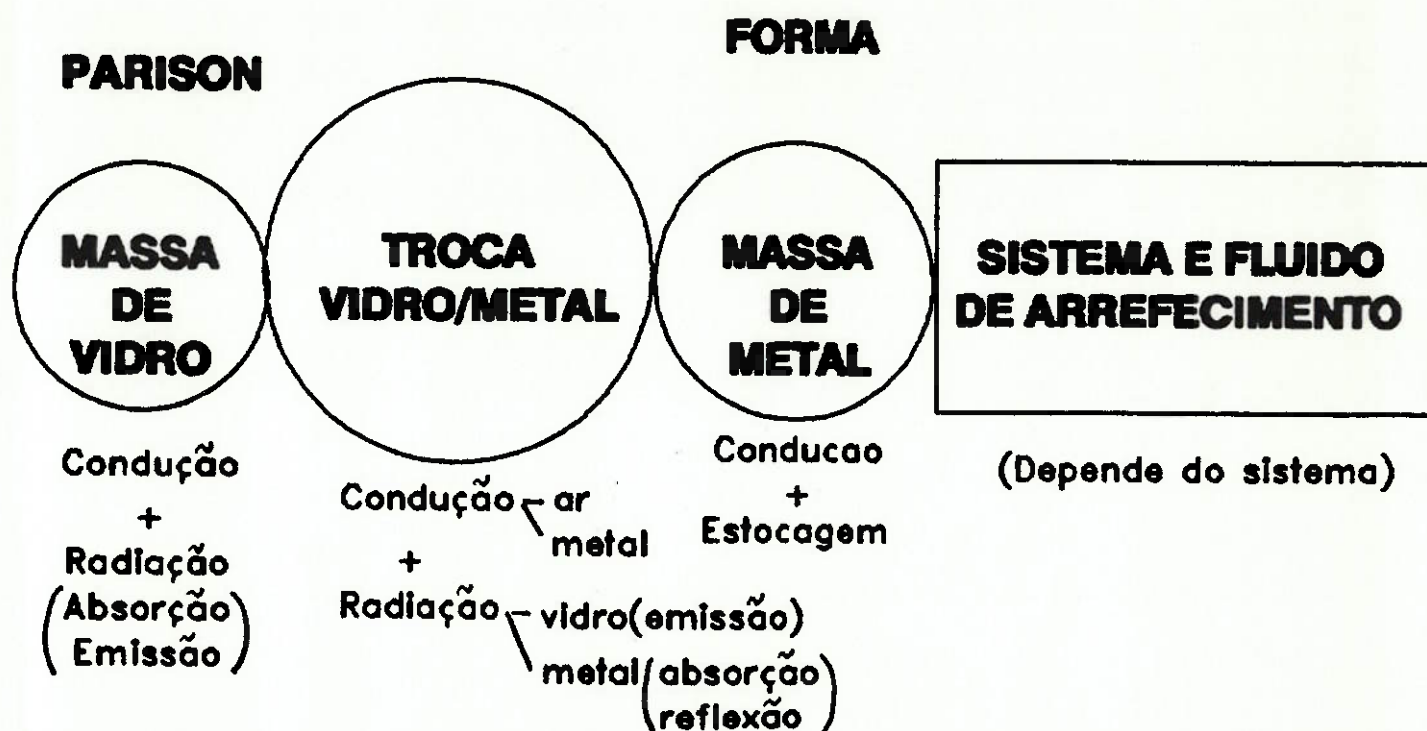 PARISON
FORMA
MASSA
DE
VIDRO
TROCA
VIDRO/METAL
MASSA
DE
METAL
SISTEMA E FLUIDO
DE ARREFECIMENTO
Condução
+
Radiação
(Absorção
Emissão)
Condução ar
metal
+
Radiação vidro(emissão)
metal(absorção
reflexão)
Conducao
+
Estocagem
(Depende do sistema)